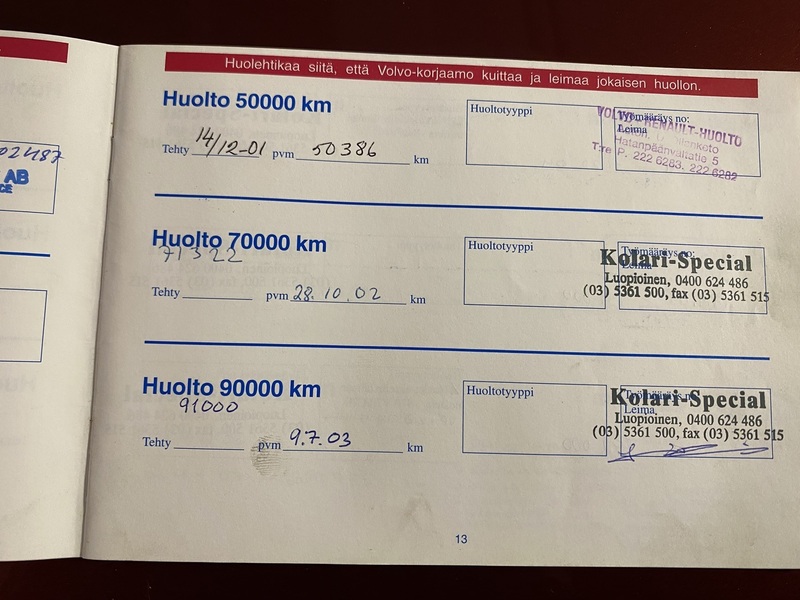 Huolehtikaa siitä, että Volvo-korjaamo kuittaa ja leimaa jokaisen huollon.
02487
AB
Huolto 50000 km
Tehty 14/12-01 pvm 50386 km
Huoltotyyppi
Työmääräys no:
Leima
RENAULT-HUOLTO
Hatanpäänvaltatie 5
T:re P. 222 6283, 222 6282
Huolto 70000 km
71322
Tehty pvm 28.10.02 km
Huoltotyyppi
Työmääräys no:
Kolari-Special
Luopioinen, 0400 624 486
(03) 5361 500, fax (03) 5361 515
Huolto 90000 km
91000
Tehty pvm 9.7.03 km
Huoltotyyppi
Työmääräys no:
Kolari-Special
Leima
Luopioinen, 0400 624 486
(03) 5361 500, fax (03) 5361 515
13